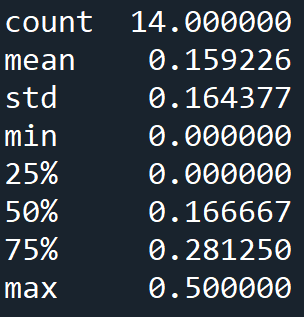 count  14.000000
mean    0.159226
std     0.164377
min     0.000000
25%     0.000000
50%     0.166667
75%     0.281250
max     0.500000